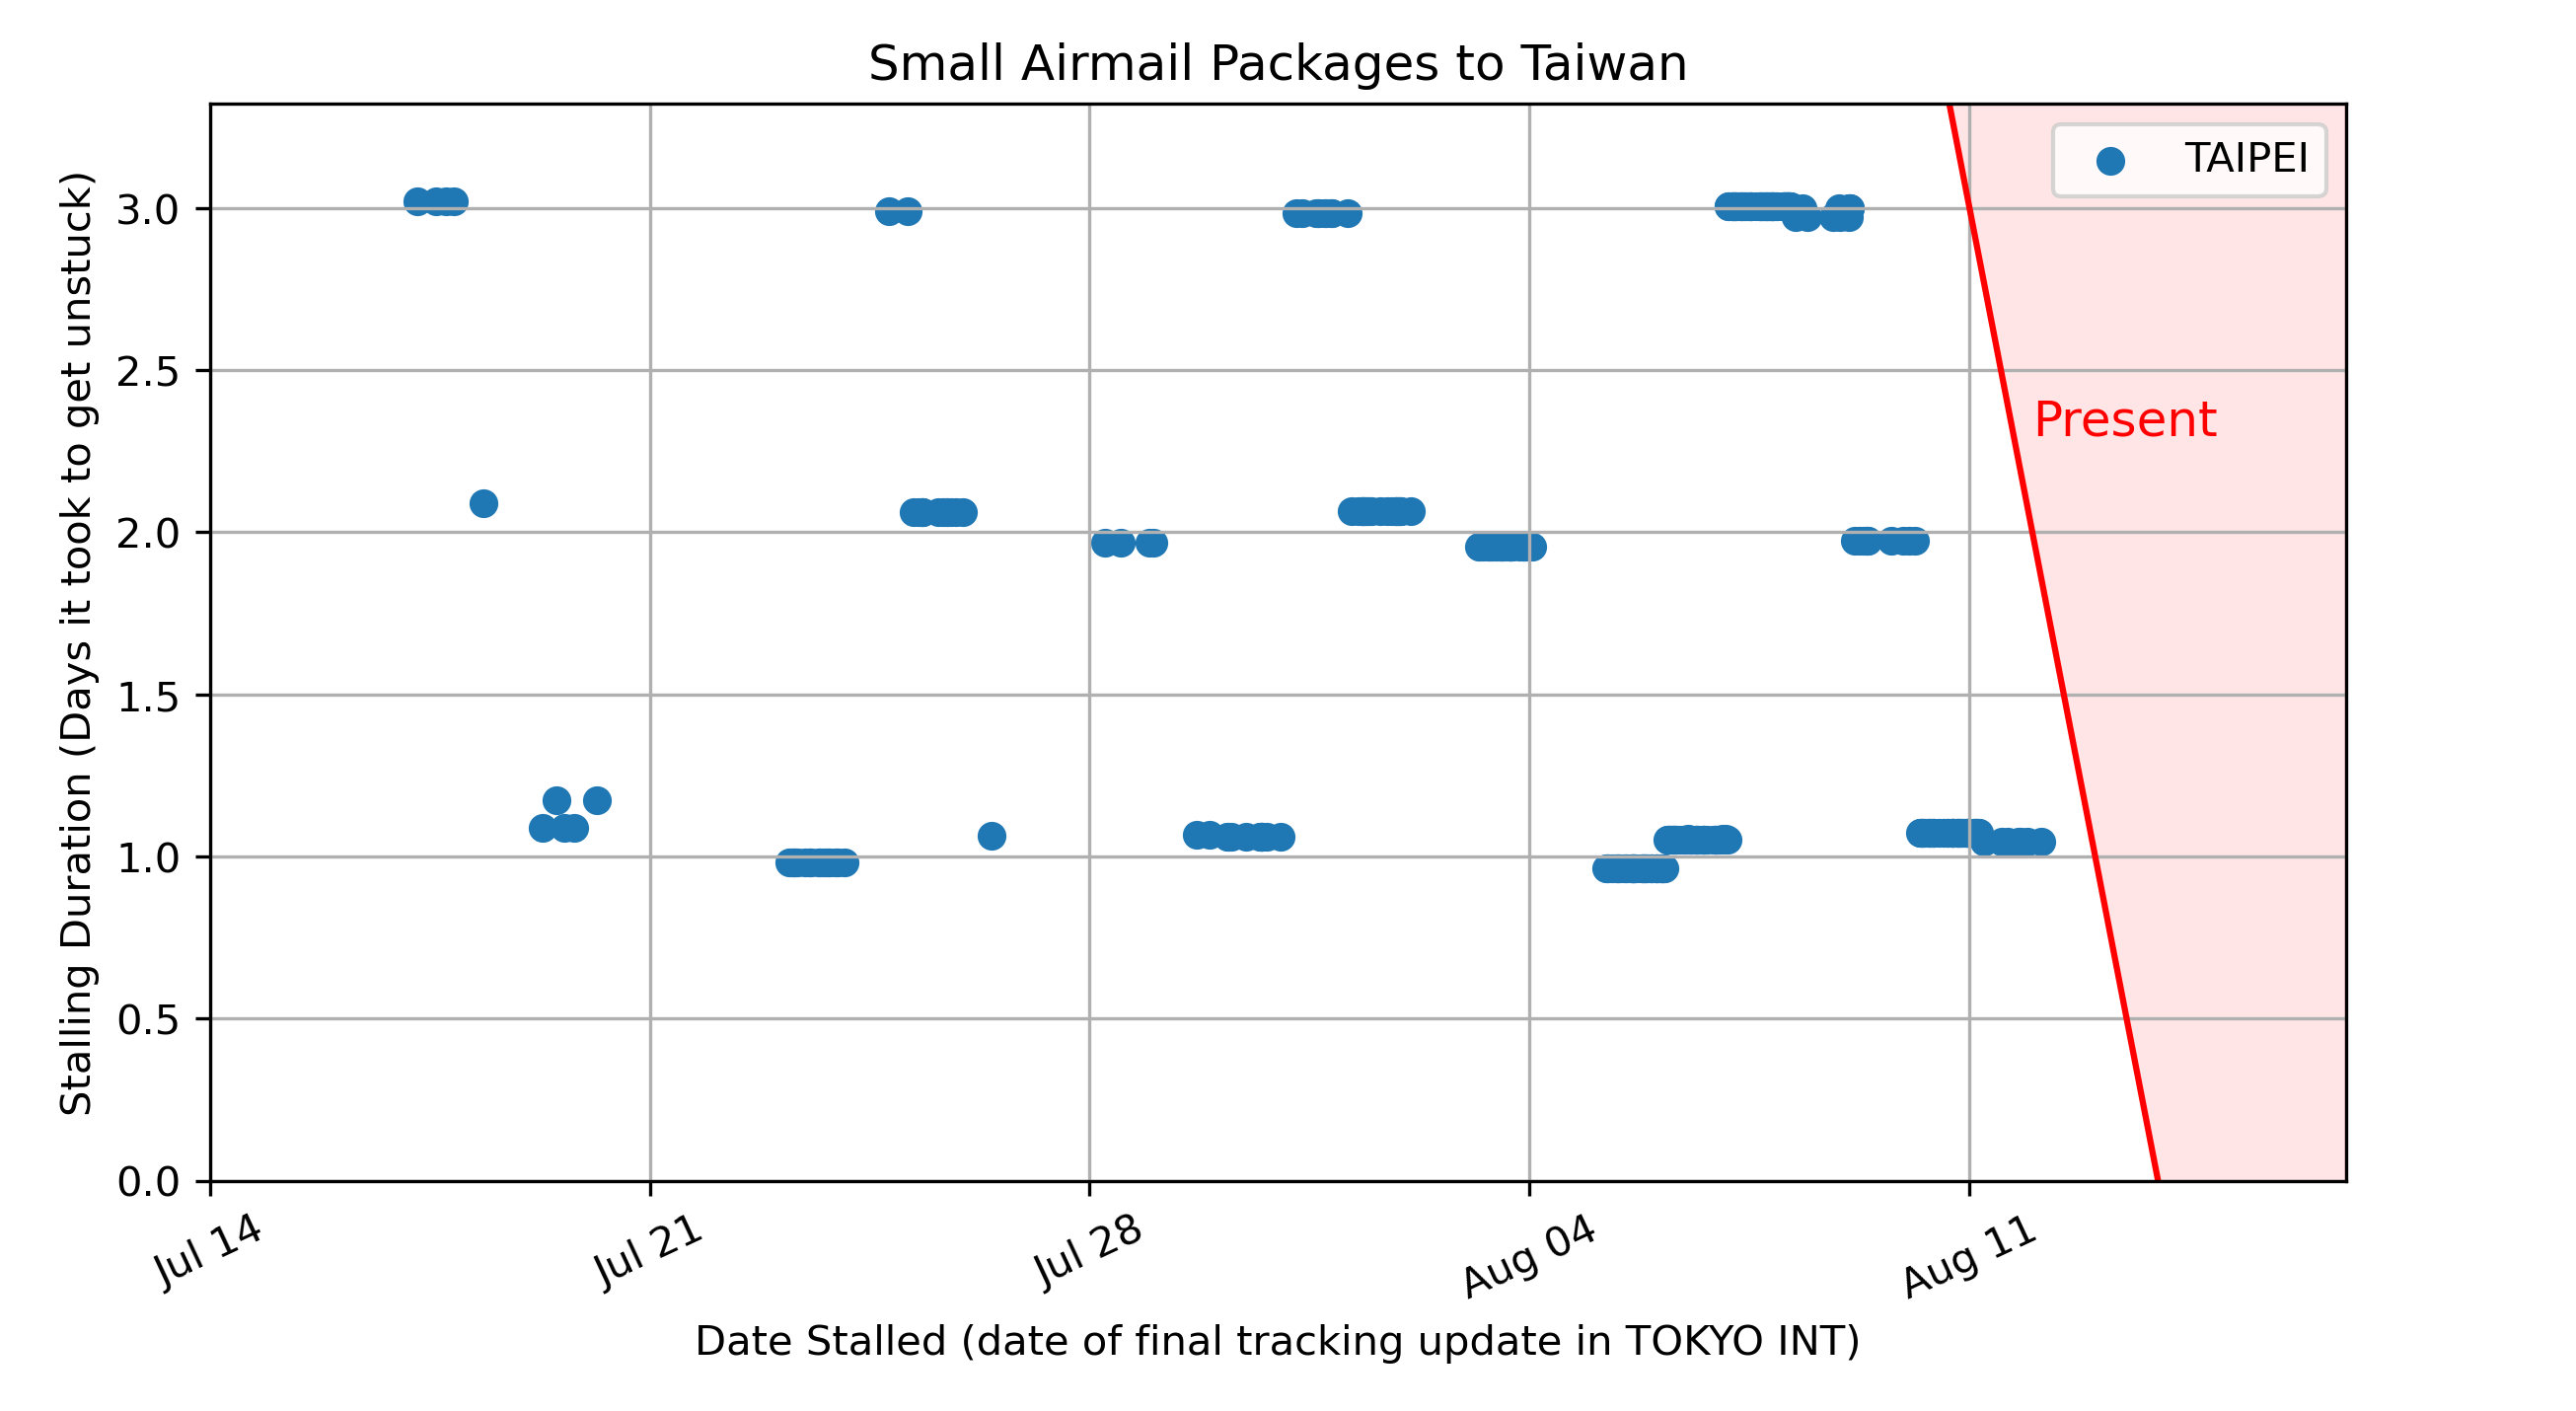 Small Airmail Packages to Taiwan
TAIPEI
Present
Stalling Duration (Days it took to get unstuck)
3.0
2.5
2.0
1.5
1.0
0.5
0.0
Jul 14
Jul 21
Jul 28
Aug 04
Aug 11
Date Stalled (date of final tracking update in TOKYO INT)